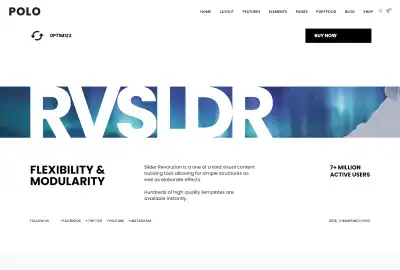 POLO
HOME LAYOUT FEATURES ELEMENTS PAGES PORTFOLIO BLOG SHOP
OPTIMIZE
BUY NOW
RVSLDR
FLEXIBILITY &
MODULARITY
Slider Revolution is a one of a kind visual content
building tool allowing for simple structures as
well as elaborate effects.
Hundreds of high quality templates are
available instantly.
7+ MILLION
ACTIVE USERS
FOLLOW US +FACEBOOK +TWITTER +YOUTUBE +INSTAGRAM